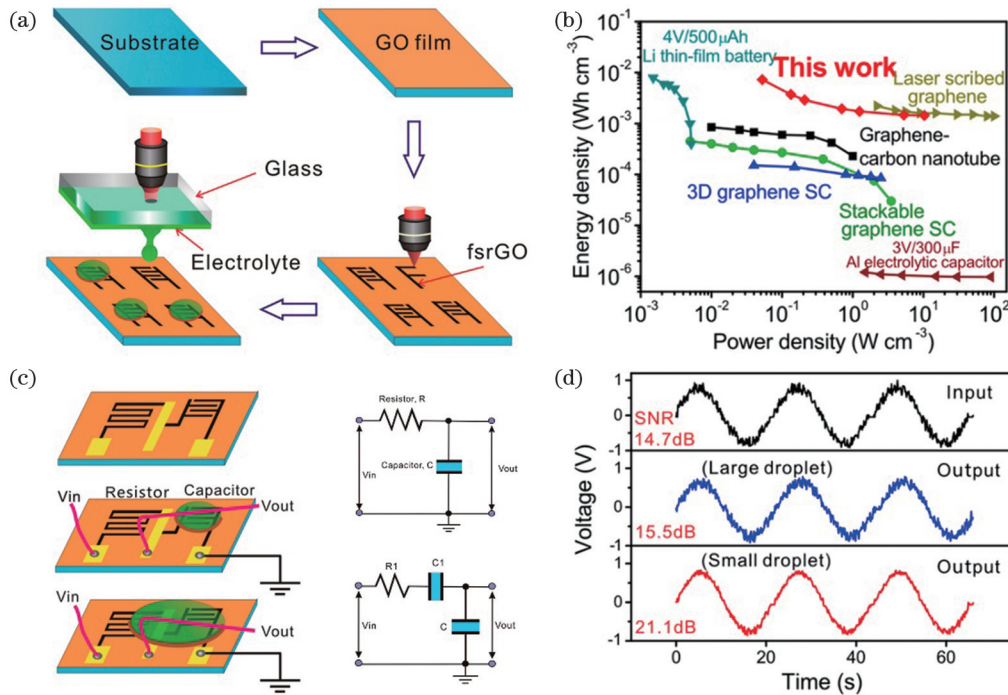 (a)
Substrate
GO film
Glass
Electrolyte
fsrGO
(b)
Energy density (Wh cm⁻³)
10⁻¹
10⁻²
10⁻³
10⁻⁴
10⁻⁵
10⁻⁶
4V/500μAh
Li thin-film battery
This work
Laser scribed
graphene
Graphene-
carbon nanotube
3D graphene SC
Stackable
graphene SC
3V/300μF
Al electrolytic capacitor
10⁻³ 10⁻² 10⁻¹ 10⁰ 10¹ 10²
Power density (W cm⁻³)
(c)
Vin Resistor Capacitor
Vout
Vin
Vout
Resistor, R
Capacitor, C
Vin
Vout
R1
C1
C
Vin
Vout
(d)
Voltage (V)
1
0
-1
Input
SNR
14.7dB
1
0
-1
(Large droplet) Output
15.5dB
1
0
-1
(Small droplet) Output
21.1dB
0 20 40 60
Time (s)